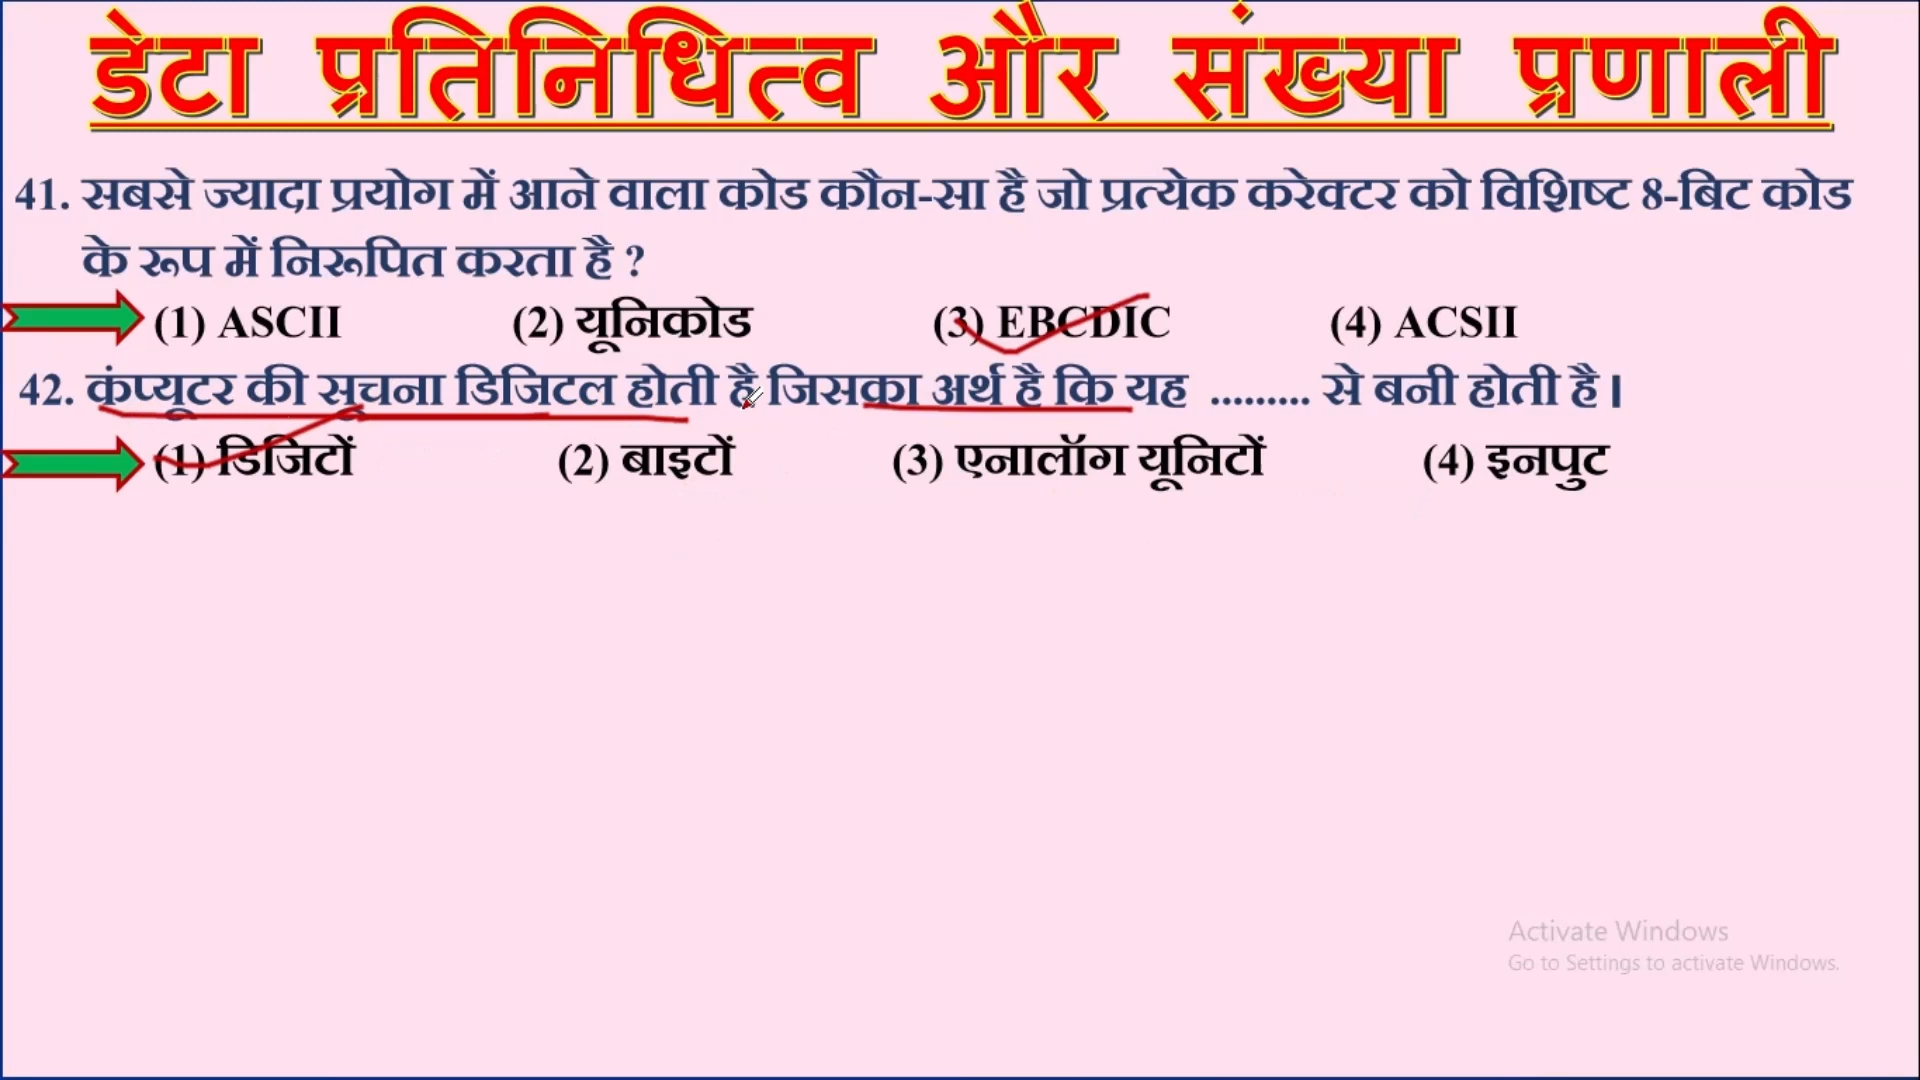 डेटा प्रतिनिधित्व और संख्या प्रणाली
41. सबसे ज्यादा प्रयोग में आने वाला कोड कौन-सा है जो प्रत्येक करेक्टर को विशिष्ट 8-बिट कोड
के रूप में निरूपित करता है ?
(1) ASCII (2) यूनिकोड (3) EBCDIC (4) ACSII
42. कंप्यूटर की सूचना डिजिटल होती है जिसका अर्थ है कि यह ......... से बनी होती है।
(1) डिजिटों (2) बाइटों (3) एनालॉग यूनिटों (4) इनपुट
Activate Windows
Go to Settings to activate Windows.